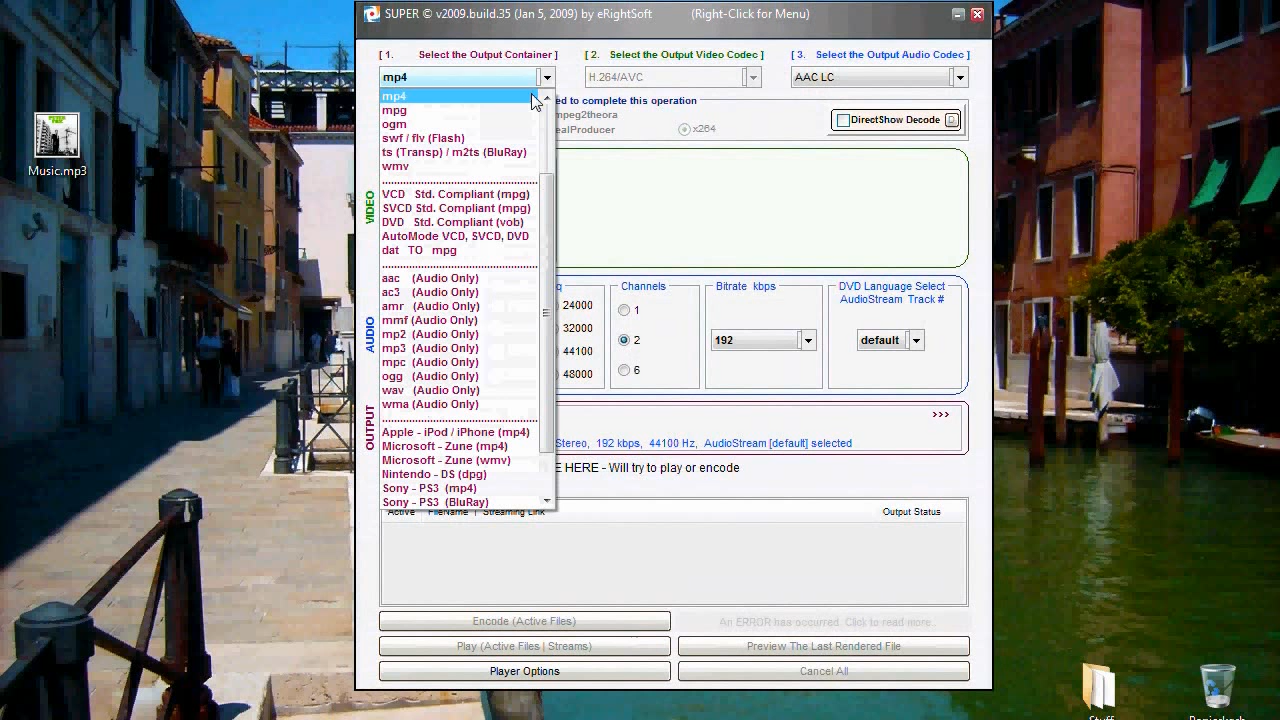 SUPER © v2009.build.35 (Jan 5, 2009) by eRightSoft (Right-Click for Menu)
[ 1. Select the Output Container ]
[ 2. Select the Output Video Codec ]
[ 3. Select the Output Audio Codec ]
mp4
H.264/AVC
AAC LC
mp4
mpg
ogm
swf / flv (Flash)
ts (Transp) / m2ts (BluRay)
wmv
VCD Std. Compliant (mpg)
SVCD Std. Compliant (mpg)
DVD Std. Compliant (vob)
AutoMode VCD, SVCD, DVD
dat TO mpg
aac (Audio Only)
ac3 (Audio Only)
amr (Audio Only)
mmf (Audio Only)
mp2 (Audio Only)
mp3 (Audio Only)
mpc (Audio Only)
ogg (Audio Only)
wav (Audio Only)
wma (Audio Only)
Apple - iPod / iPhone (mp4)
Microsoft - Zune (mp4)
Microsoft - Zune (wmv)
Nintendo - DS (dpg)
Sony - PS3 (mp4)
Sony - PS3 (BluRay)
ed to complete this operation
mpeg2theora
ealProducer
x264
DirectShow Decode
VIDEO
AUDIO
OUTPUT
q
24000
32000
44100
48000
Channels
1
2
6
Bitrate kbps
192
DVD Language Select
AudioStream Track #
default
>>>
Stereo, 192 kbps, 44100 Hz, AudioStream [default] selected
E HERE - Will try to play or encode
Active FileName | Streaming Link Output Status
Encode (Active Files)
An ERROR has occurred. Click to read more..
Play (Active Files | Streams)
Preview The Last Rendered File
Player Options
Cancel All
Music.mp3
Stuff
Papierkorb